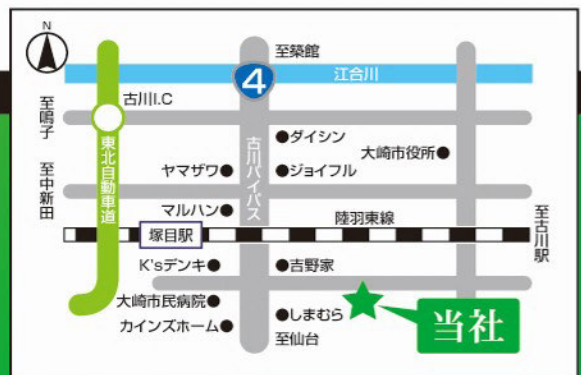 N
至築館
4
江合川
古川I.C
至鳴子
ダイシン
大崎市役所
東北自動車道
古川バイパス
至中新田
ヤマザワ
ジョイフル
マルハン
陸羽東線
至古川駅
塚目駅
K'sデンキ
吉野家
大崎市民病院
しまむら
当社
カインズホーム
至仙台